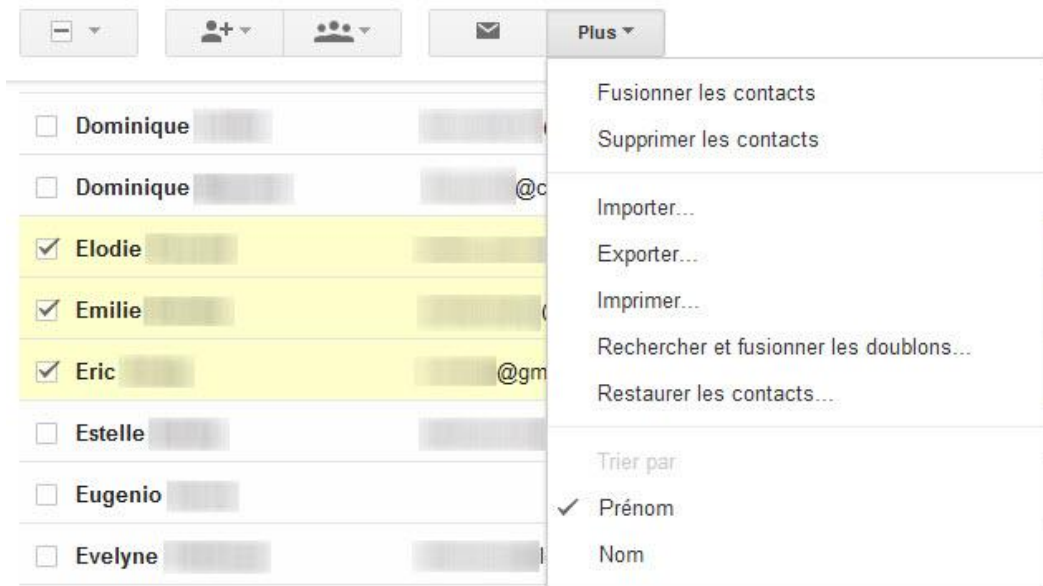 Plus
Dominique
Dominique @c
Elodie
Emilie
Eric @gm
Estelle
Eugenio
Evelyne
Fusionner les contacts
Supprimer les contacts
Importer...
Exporter...
Imprimer...
Rechercher et fusionner les doublons...
Restaurer les contacts...
Trier par
Prénom
Nom